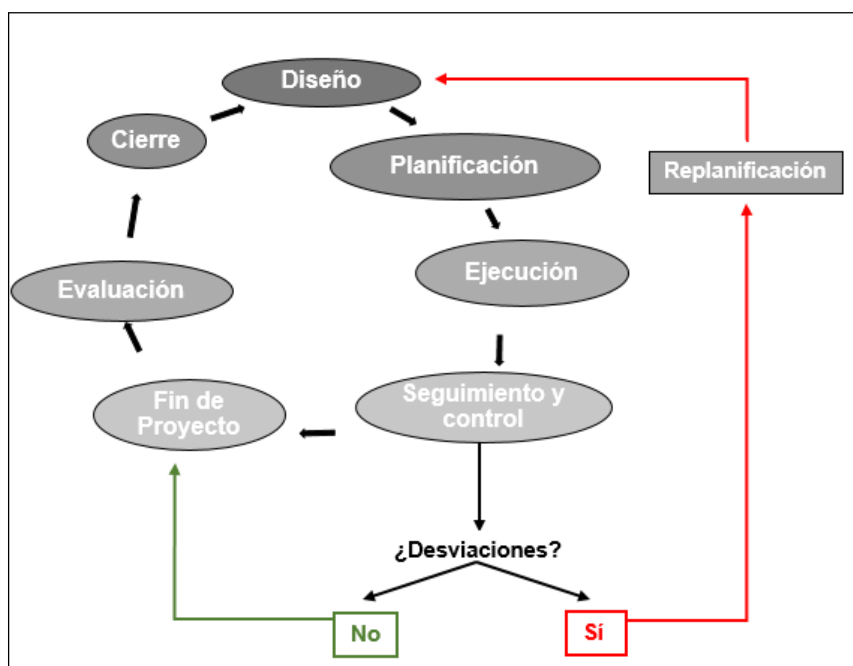 Diseño
Cierre
Planificación
Replanificación
Ejecución
Evaluación
Seguimiento y
control
Fin de
Proyecto
¿Desviaciones?
No
Sí